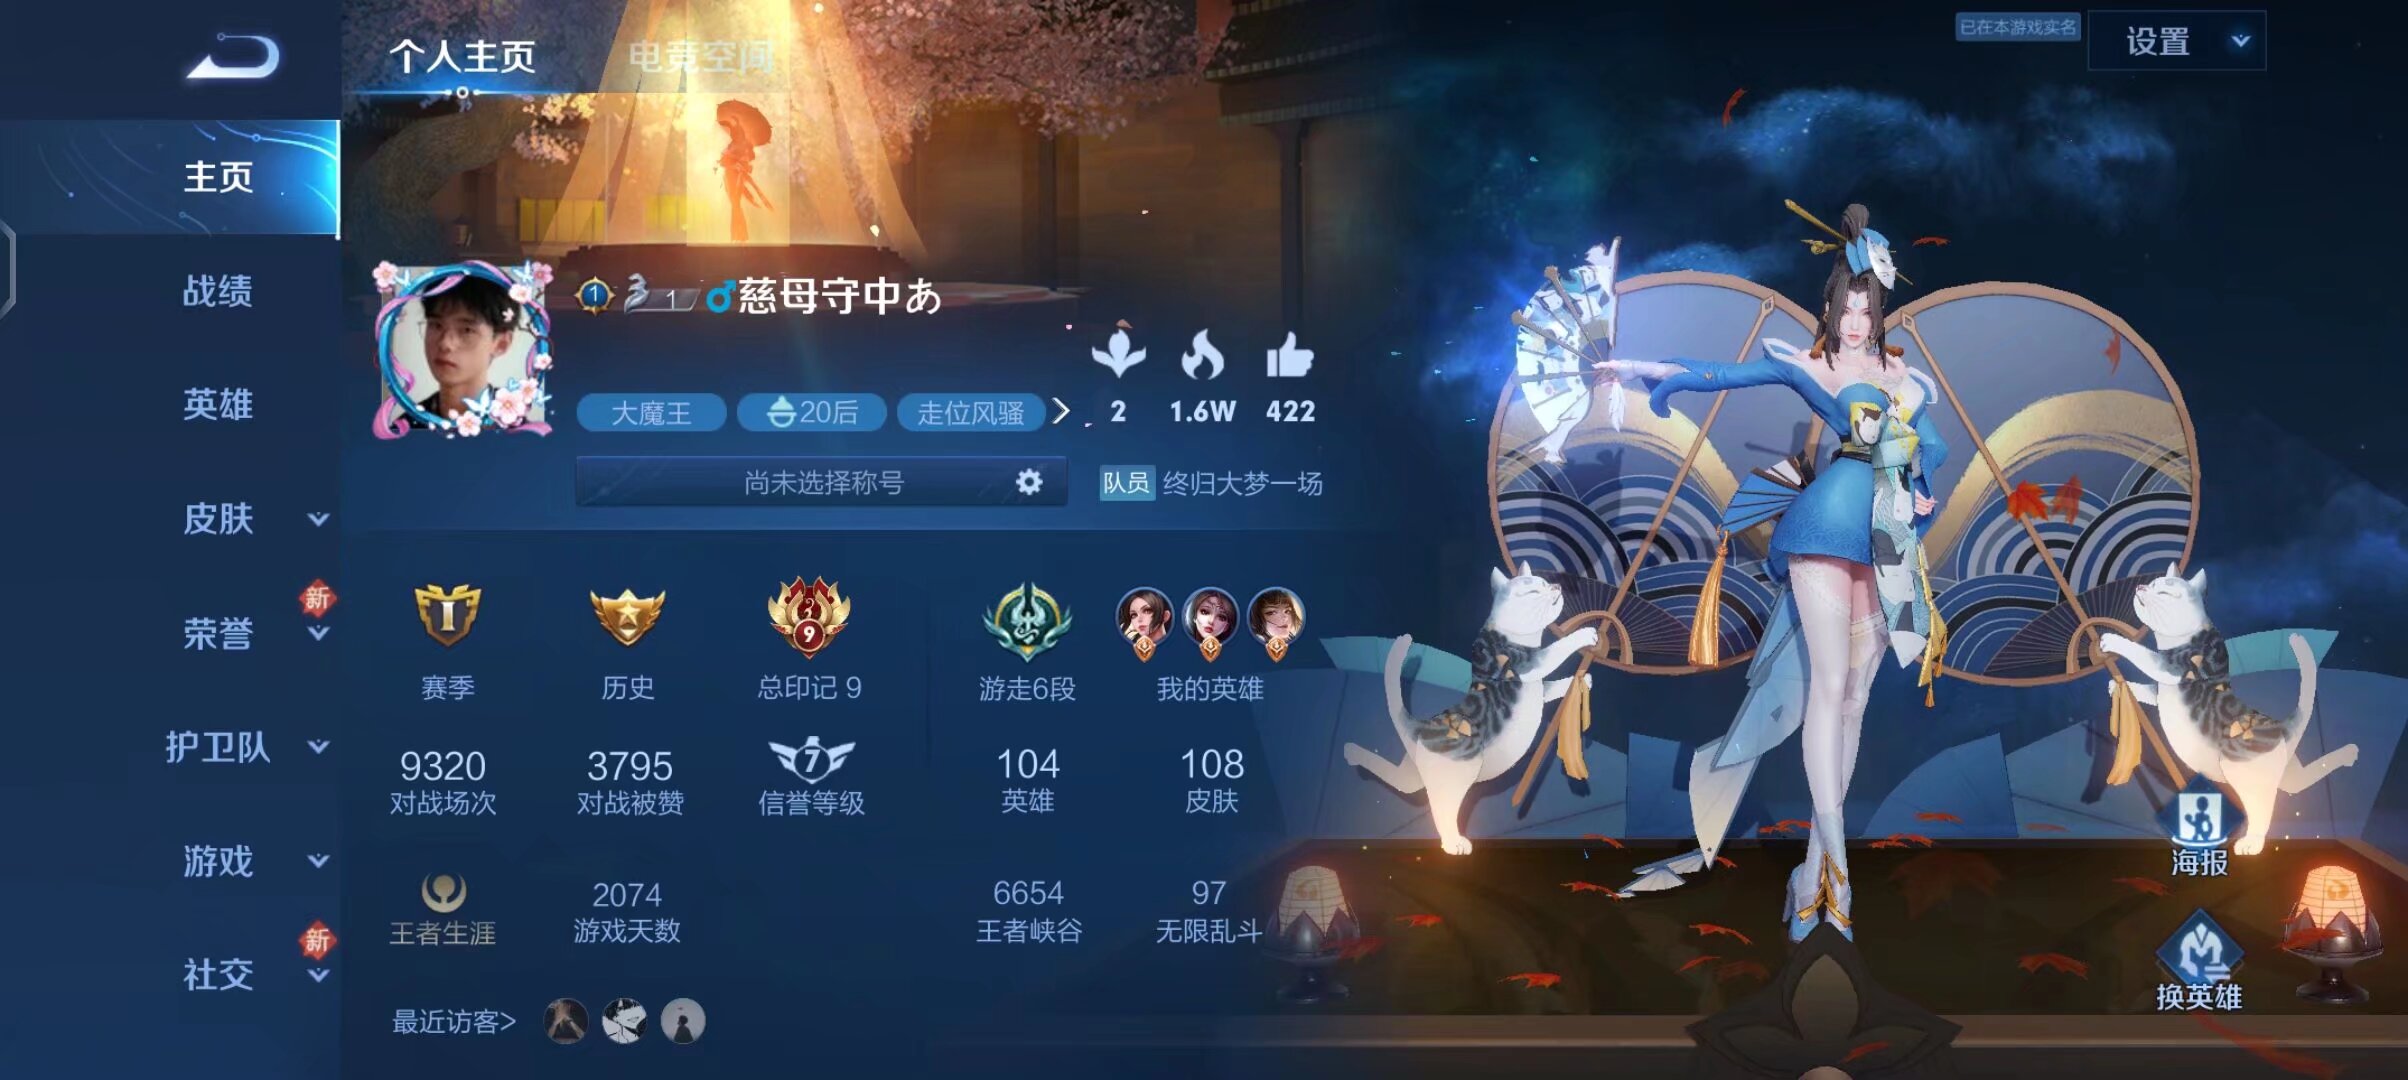 个人主页
电竞空间
已在本游戏实名
设置
主页
战绩
英雄
皮肤
新
荣誉
护卫队
游戏
新
社交
1
1
慈母守中あ
大魔王
20后
走位风骚
2
1.6W
422
尚未选择称号
队员 终归大梦一场
I
9
赛季
历史
总印记 9
游走6段
我的英雄
9320
3795
7
104
108
对战场次
对战被赞
信誉等级
英雄
皮肤
2074
6654
97
王者生涯
游戏天数
王者峡谷
无限乱斗
最近访客>
海报
换英雄